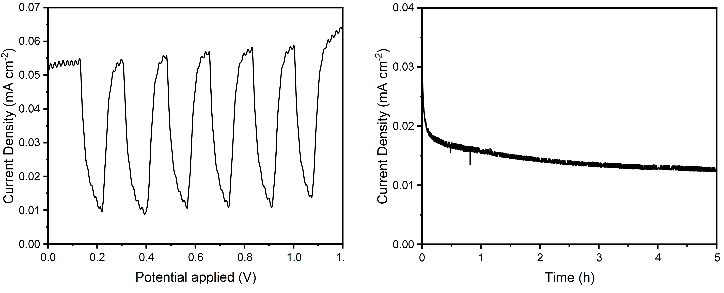 0.07
0.06
0.05
0.04
0.03
0.02
0.01
0.00
Current Density (mA cm⁻²)
0.0 0.2 0.4 0.6 0.8 1.0 1.
Potential applied (V)
0.04
0.03
0.02
0.01
0.00
Current Density (mA cm⁻²)
0 1 2 3 4 5
Time (h)